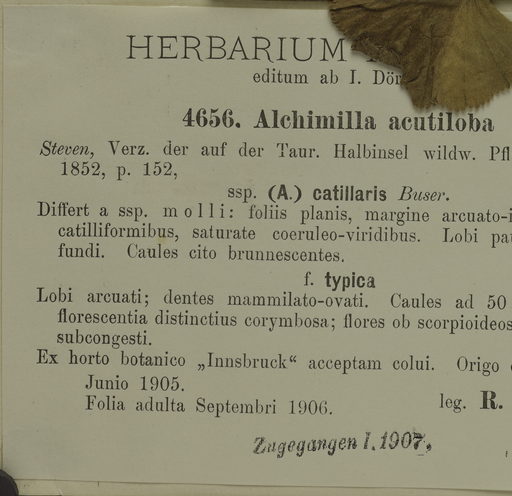 HERBARIUM
editum ab I. Dör
4656. Alchimilla acutiloba
Steven, Verz. der auf der Taur. Halbinsel wildw. Pfl
1852, p. 152,
ssp. (A.) catillaris Buser.
Differt a ssp. molli: foliis planis, margine arcuato-i
catilliformibus, saturate coeruleo-viridibus. Lobi pa
fundi. Caules cito brunnescentes.
f. typica
Lobi arcuati; dentes mammilato-ovati. Caules ad 50
florescentia distinctius corymbosa; flores ob scorpioideos
subcongesti.
Ex horto botanico „Innsbruck“ acceptam colui. Origo
Junio 1905.
Folia adulta Septembri 1906. leg. R.
Zugegangen I. 1907.